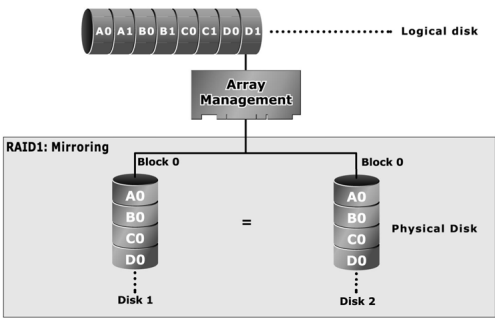 A0 A1 B0 B1 C0 C1 D0 D1
Logical disk
Array
Management
RAID1: Mirroring
Block 0
Block 0
A0
B0
C0
D0
=
A0
B0
C0
D0
Physical Disk
Disk 1
Disk 2